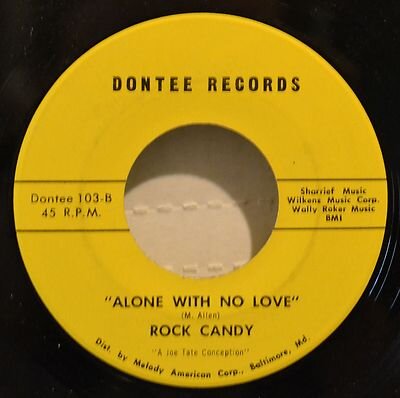 DONTEE RECORDS
Dontee 103-B
45 R.P.M.
Sharrief Music
Wilkens Music Corp.
Wally Roker Music
BMI
"ALONE WITH NO LOVE"
(M. Allen)
ROCK CANDY
"A Joe Tate Conception"
Dist. by Melody American Corp., Baltimore, Md.